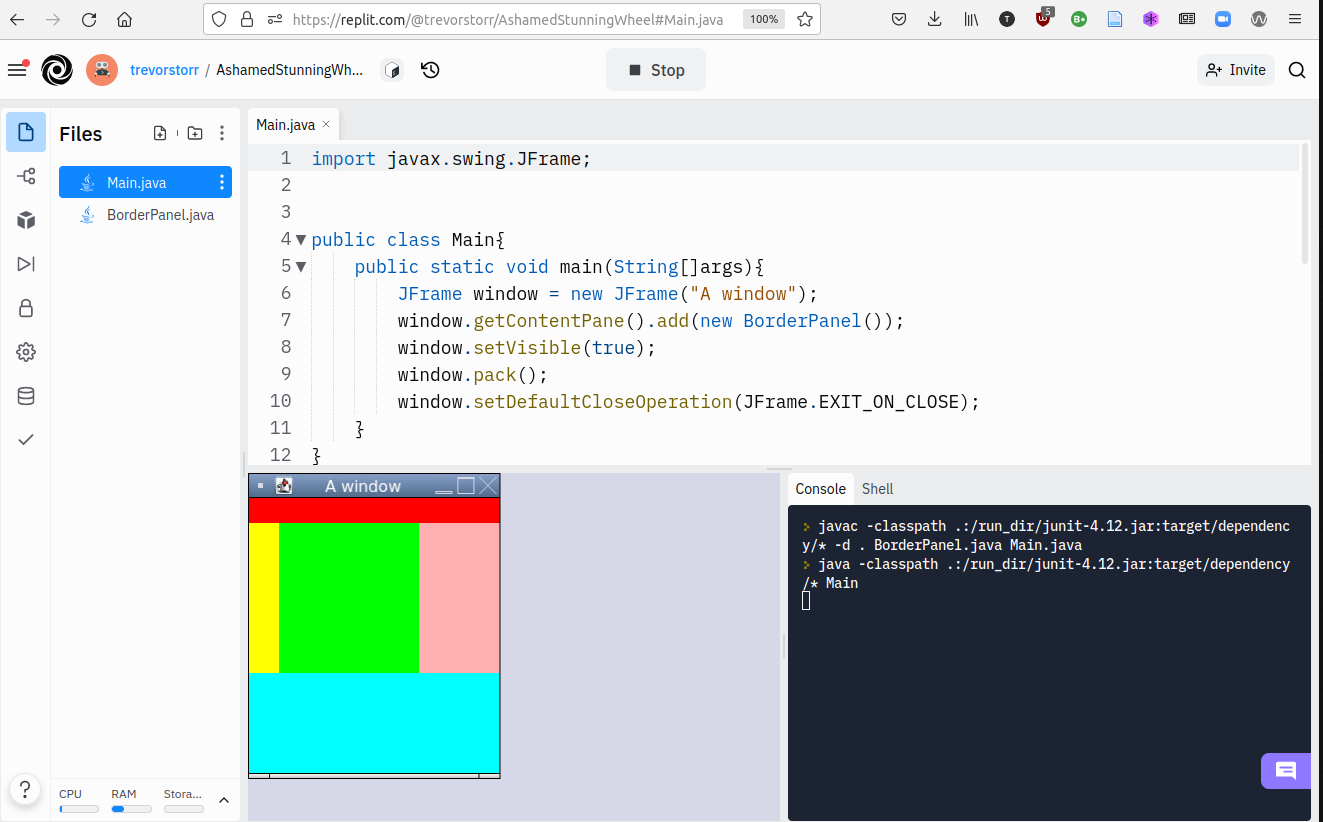 https://replit.com/@trevorstorr/AshamedStunningWheel#Main.java
100%
5
T
B+
trevorstorr / AshamedStunningWh...
Stop
Invite
Files
Main.java
BorderPanel.java
Main.java ×
1 import javax.swing.JFrame;
2
3
4 public class Main{
5 public static void main(String[]args){
6 JFrame window = new JFrame("A window");
7 window.getContentPane().add(new BorderPanel());
8 window.setVisible(true);
9 window.pack();
10 window.setDefaultCloseOperation(JFrame.EXIT_ON_CLOSE);
11 }
12 }
A window
Console Shell
javac -classpath .:/run_dir/junit-4.12.jar:target/dependenc
y/* -d . BorderPanel.java Main.java
java -classpath .:/run_dir/junit-4.12.jar:target/dependency
/* Main
?
CPU RAM Stora...